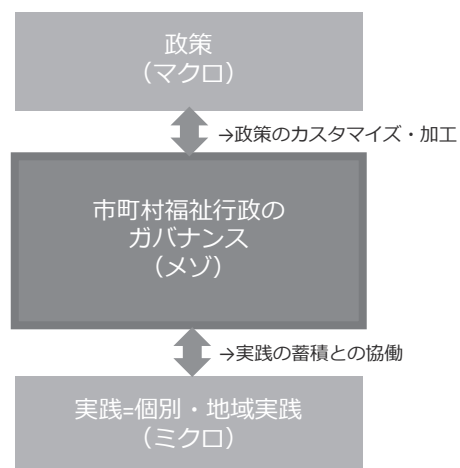 政策
（マクロ）
→政策のカスタマイズ・加工
市町村福祉行政の
ガバナンス
（メゾ）
→実践の蓄積との協働
実践=個別・地域実践
（ミクロ）